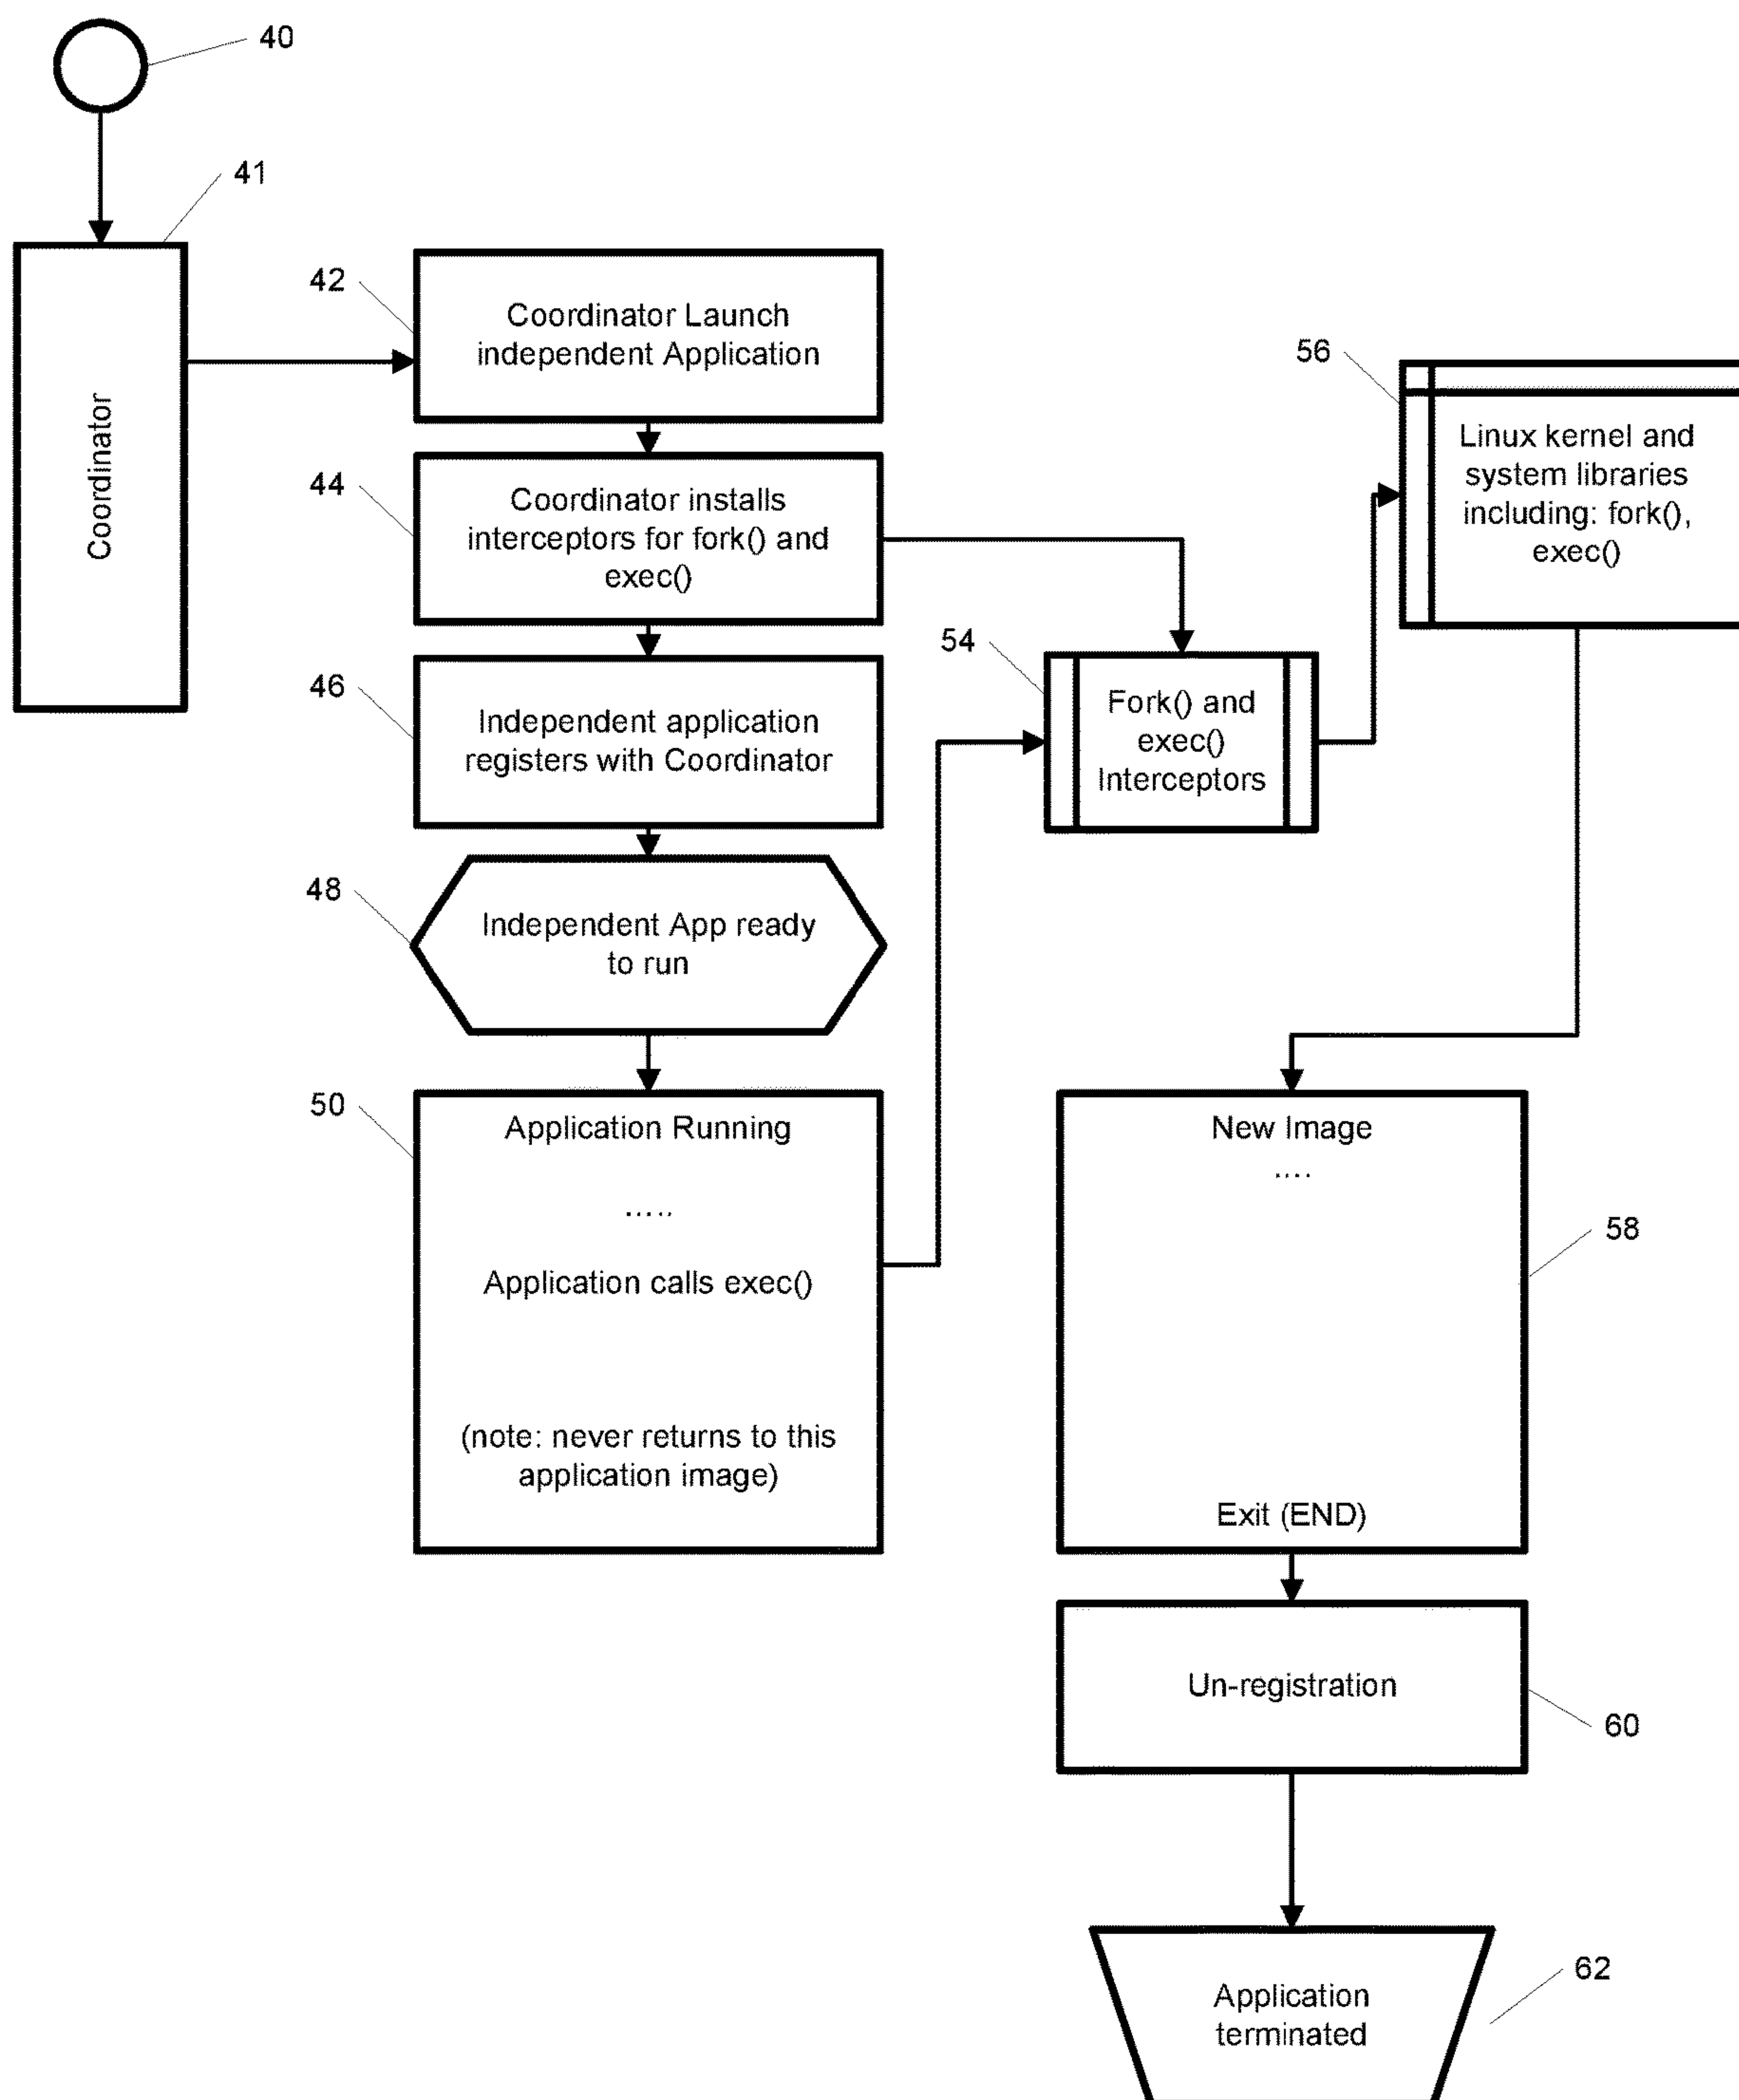 40
41
Coordinator
42
Coordinator Launch
independent Application
44
Coordinator installs
interceptors for fork() and
exec()
46
Independent application
registers with Coordinator
48
Independent App ready
to run
50
Application Running
.....
Application calls exec()
(note: never returns to this
application image)
54
Fork() and
exec()
Interceptors
56
Linux kernel and
system libraries
including: fork(),
exec()
58
New Image
....
Exit (END)
60
Un-registration
62
Application
terminated